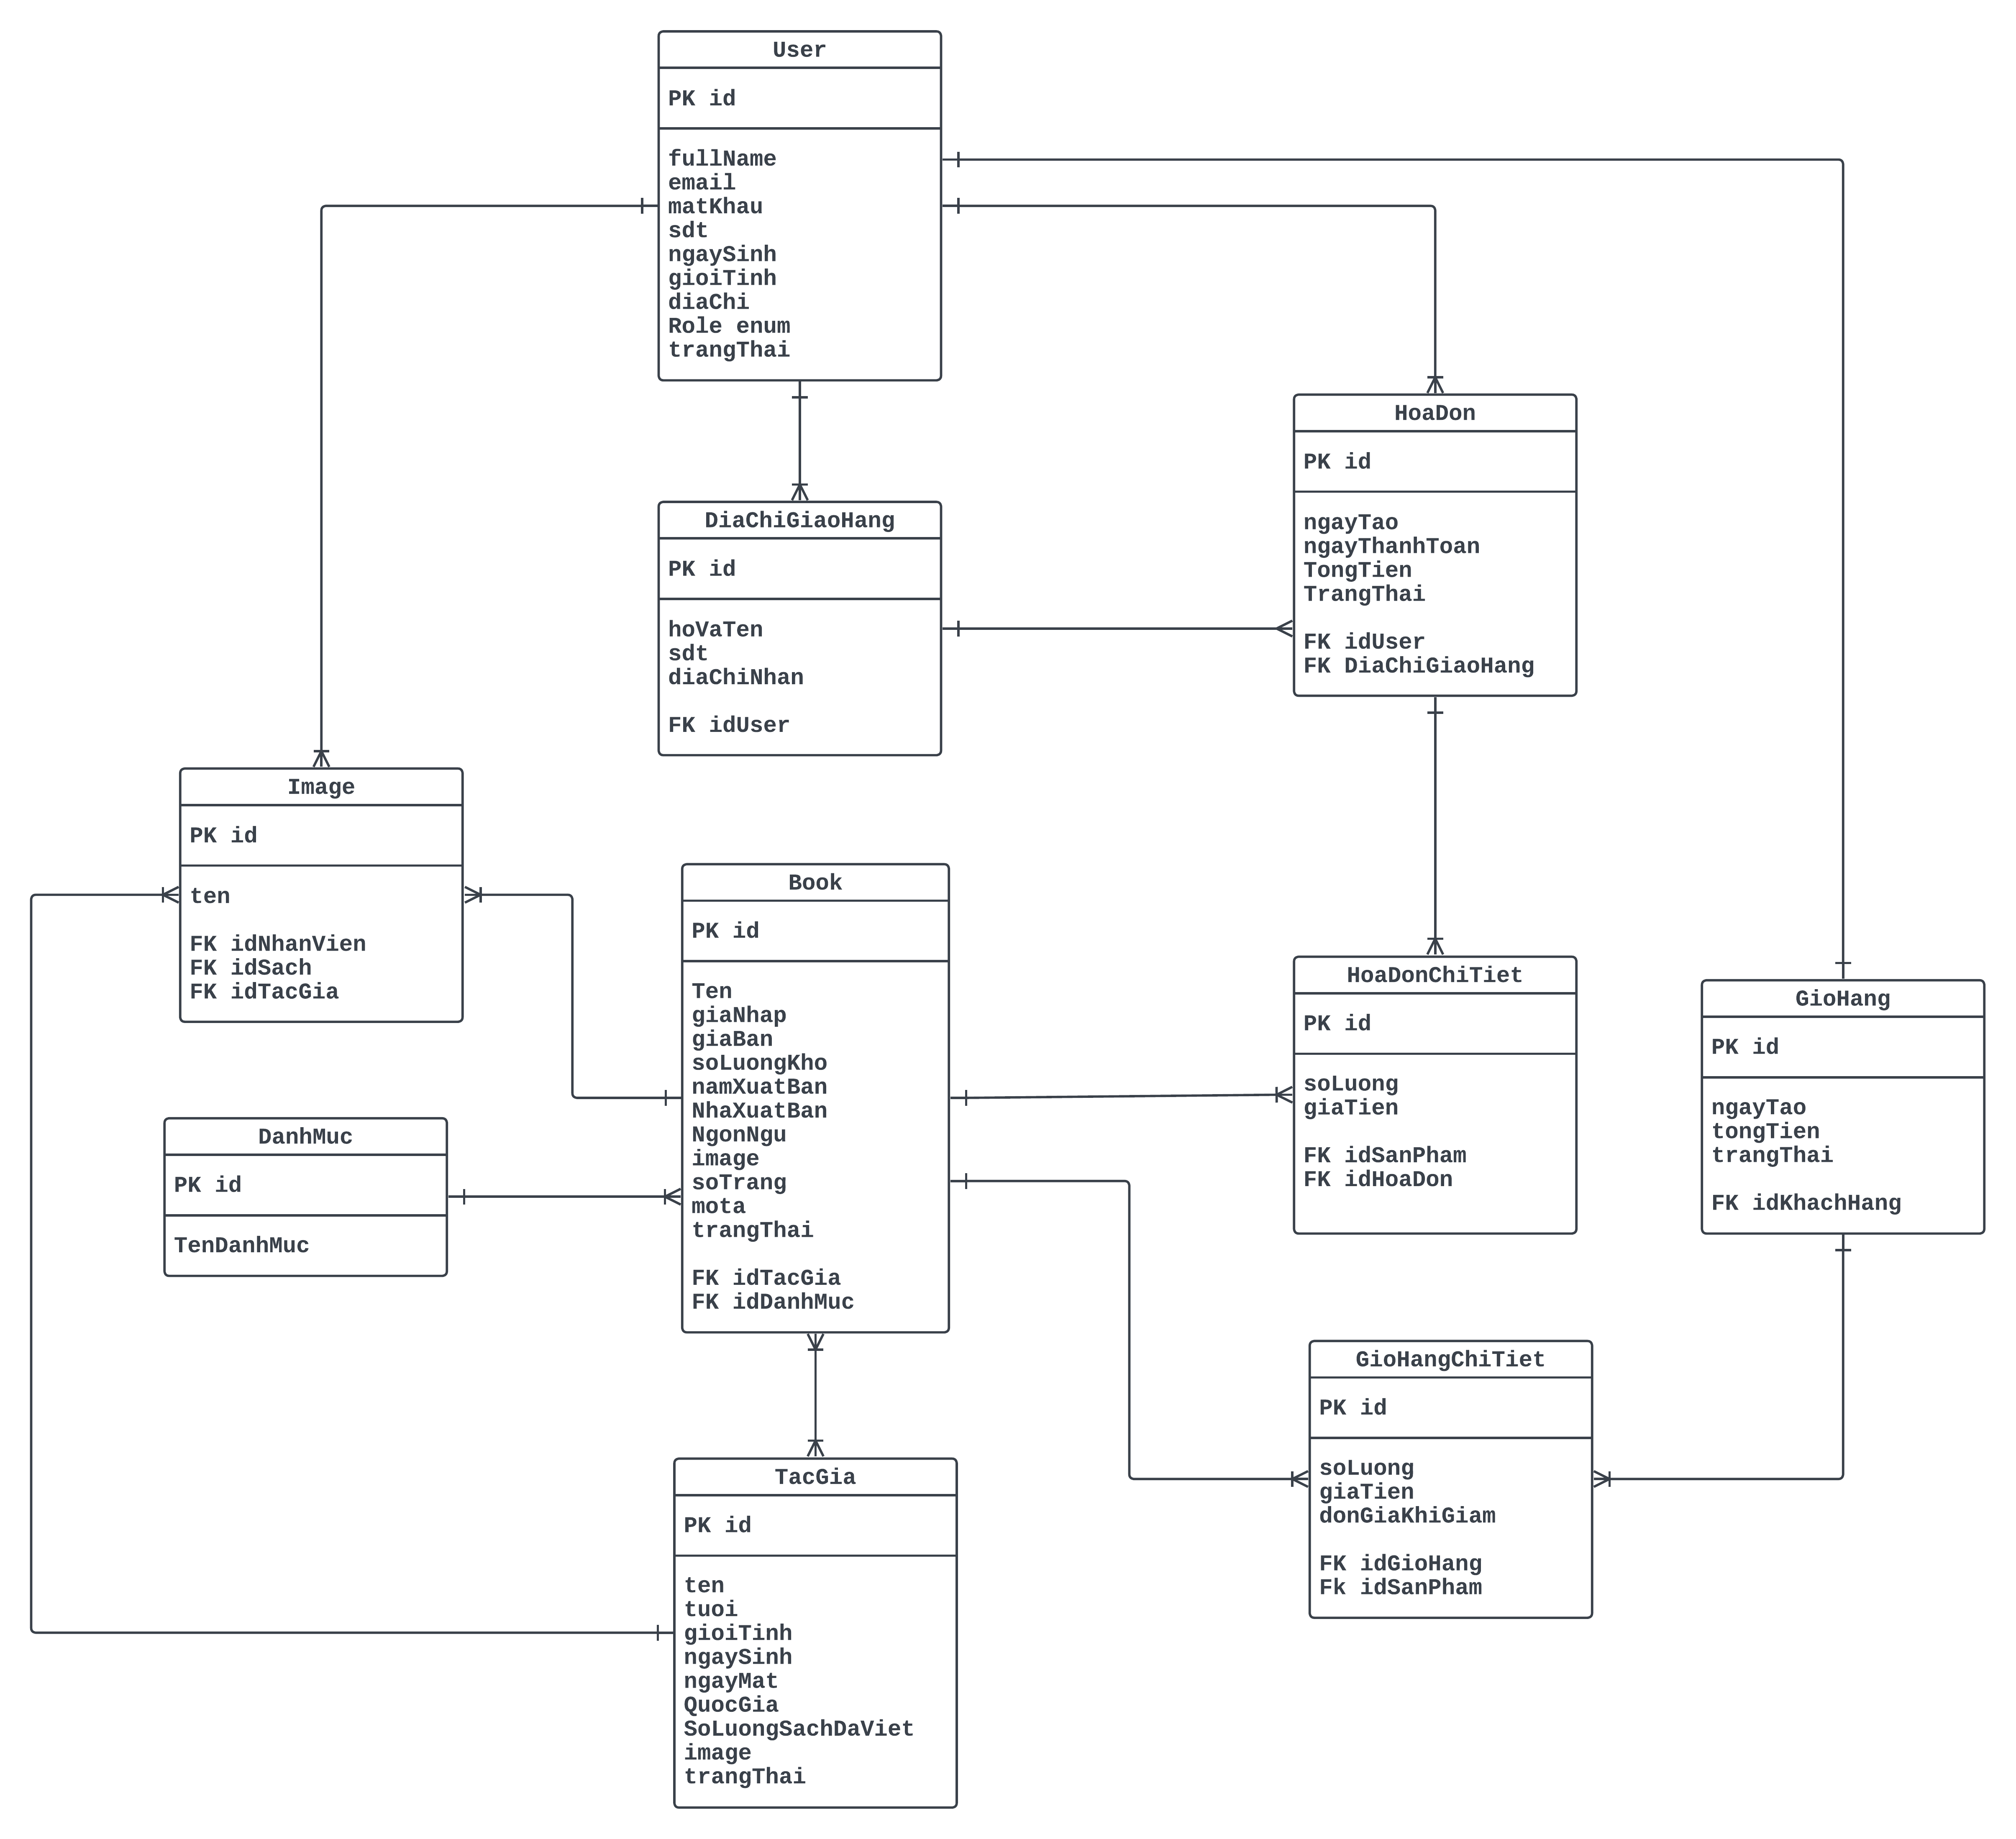 User
PK id
fullName
email
matKhau
sdt
ngaySinh
gioiTinh
diaChi
Role enum
trangThai
HoaDon
PK id
ngayTao
ngayThanhToan
TongTien
TrangThai
FK idUser
FK DiaChiGiaoHang
DiaChiGiaoHang
PK id
hoVaTen
sdt
diaChiNhan
FK idUser
Image
PK id
ten
FK idNhanVien
FK idSach
FK idTacGia
Book
PK id
Ten
giaNhap
giaBan
soLuongKho
namXuatBan
NhaXuatBan
NgonNgu
image
soTrang
mota
trangThai
FK idTacGia
FK idDanhMuc
HoaDonChiTiet
PK id
soLuong
giaTien
FK idSanPham
FK idHoaDon
GioHang
PK id
ngayTao
tongTien
trangThai
FK idKhachHang
DanhMuc
PK id
TenDanhMuc
GioHangChiTiet
PK id
soLuong
giaTien
donGiaKhiGiam
FK idGioHang
Fk idSanPham
TacGia
PK id
ten
tuoi
gioiTinh
ngaySinh
ngayMat
QuocGia
SoLuongSachDaViet
image
trangThai